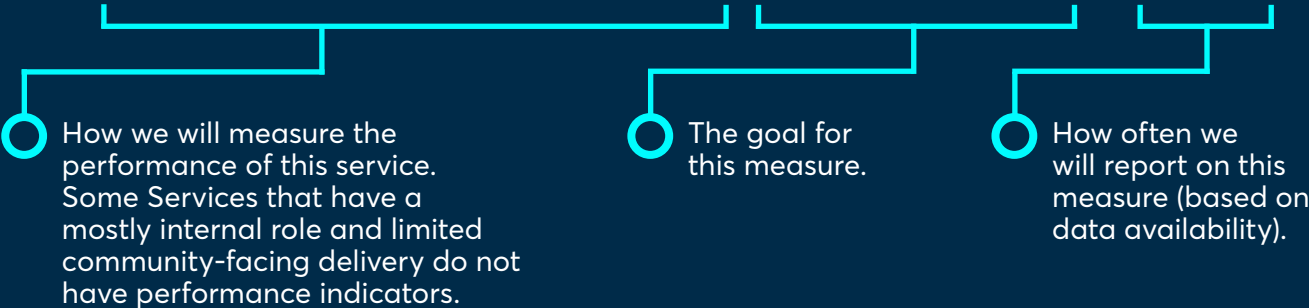 How we will measure the
performance of this service.
Some Services that have a
mostly internal role and limited
community-facing delivery do not
have performance indicators.
The goal for
this measure.
How often we
will report on this
measure (based on
data availability).